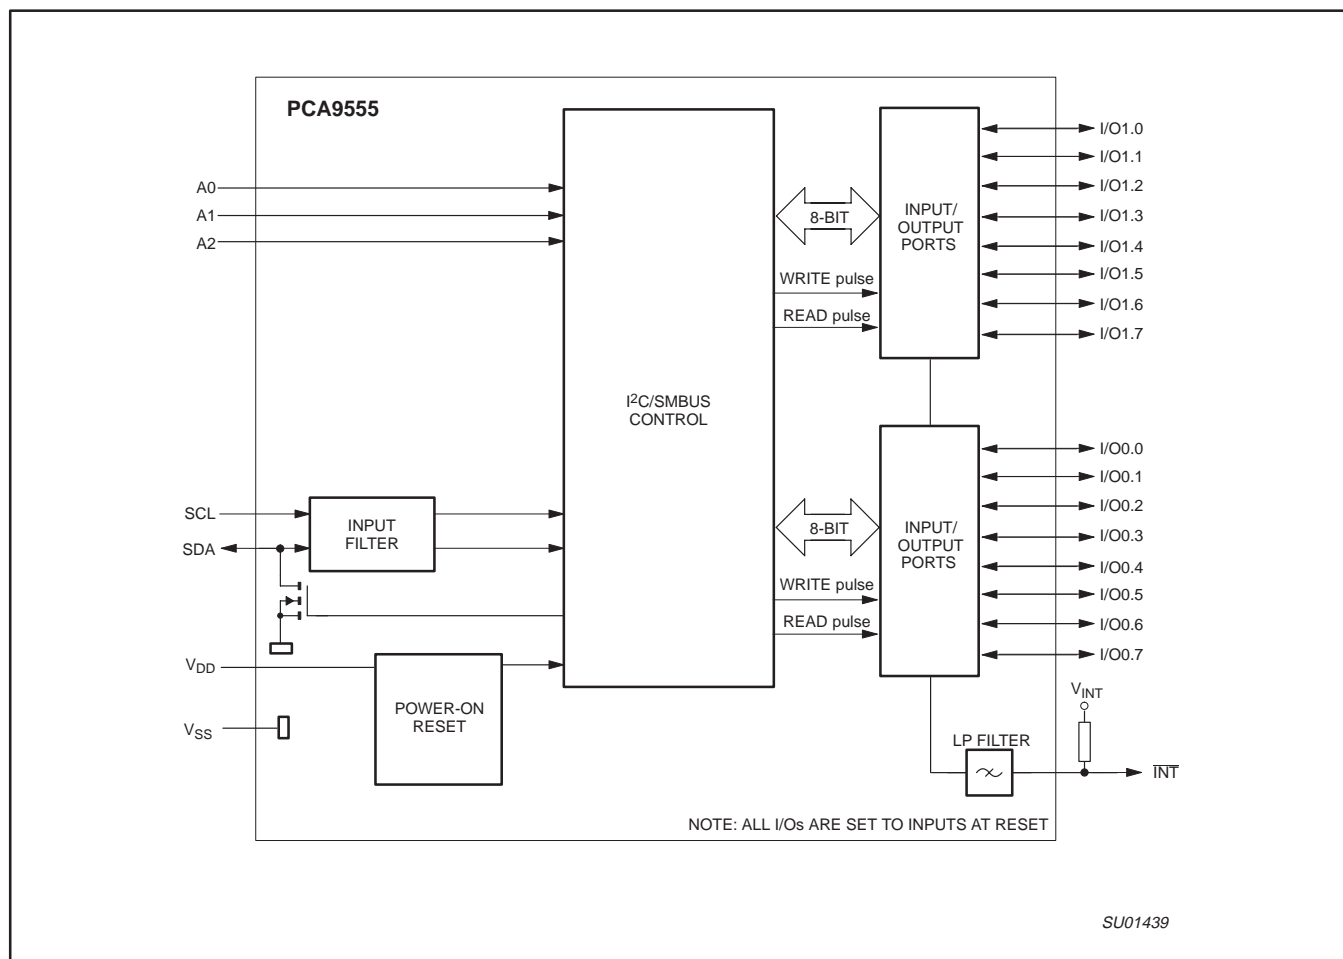 PCA9555
A0
A1
A2
SCL
SDA
VDD
VSS
INPUT
FILTER
POWER-ON
RESET
I2C/SMBUS
CONTROL
8-BIT
WRITE pulse
READ pulse
INPUT/
OUTPUT
PORTS
I/O1.0
I/O1.1
I/O1.2
I/O1.3
I/O1.4
I/O1.5
I/O1.6
I/O1.7
8-BIT
WRITE pulse
READ pulse
INPUT/
OUTPUT
PORTS
I/O0.0
I/O0.1
I/O0.2
I/O0.3
I/O0.4
I/O0.5
I/O0.6
I/O0.7
VINT
LP FILTER
INT
NOTE: ALL I/Os ARE SET TO INPUTS AT RESET
SU01439